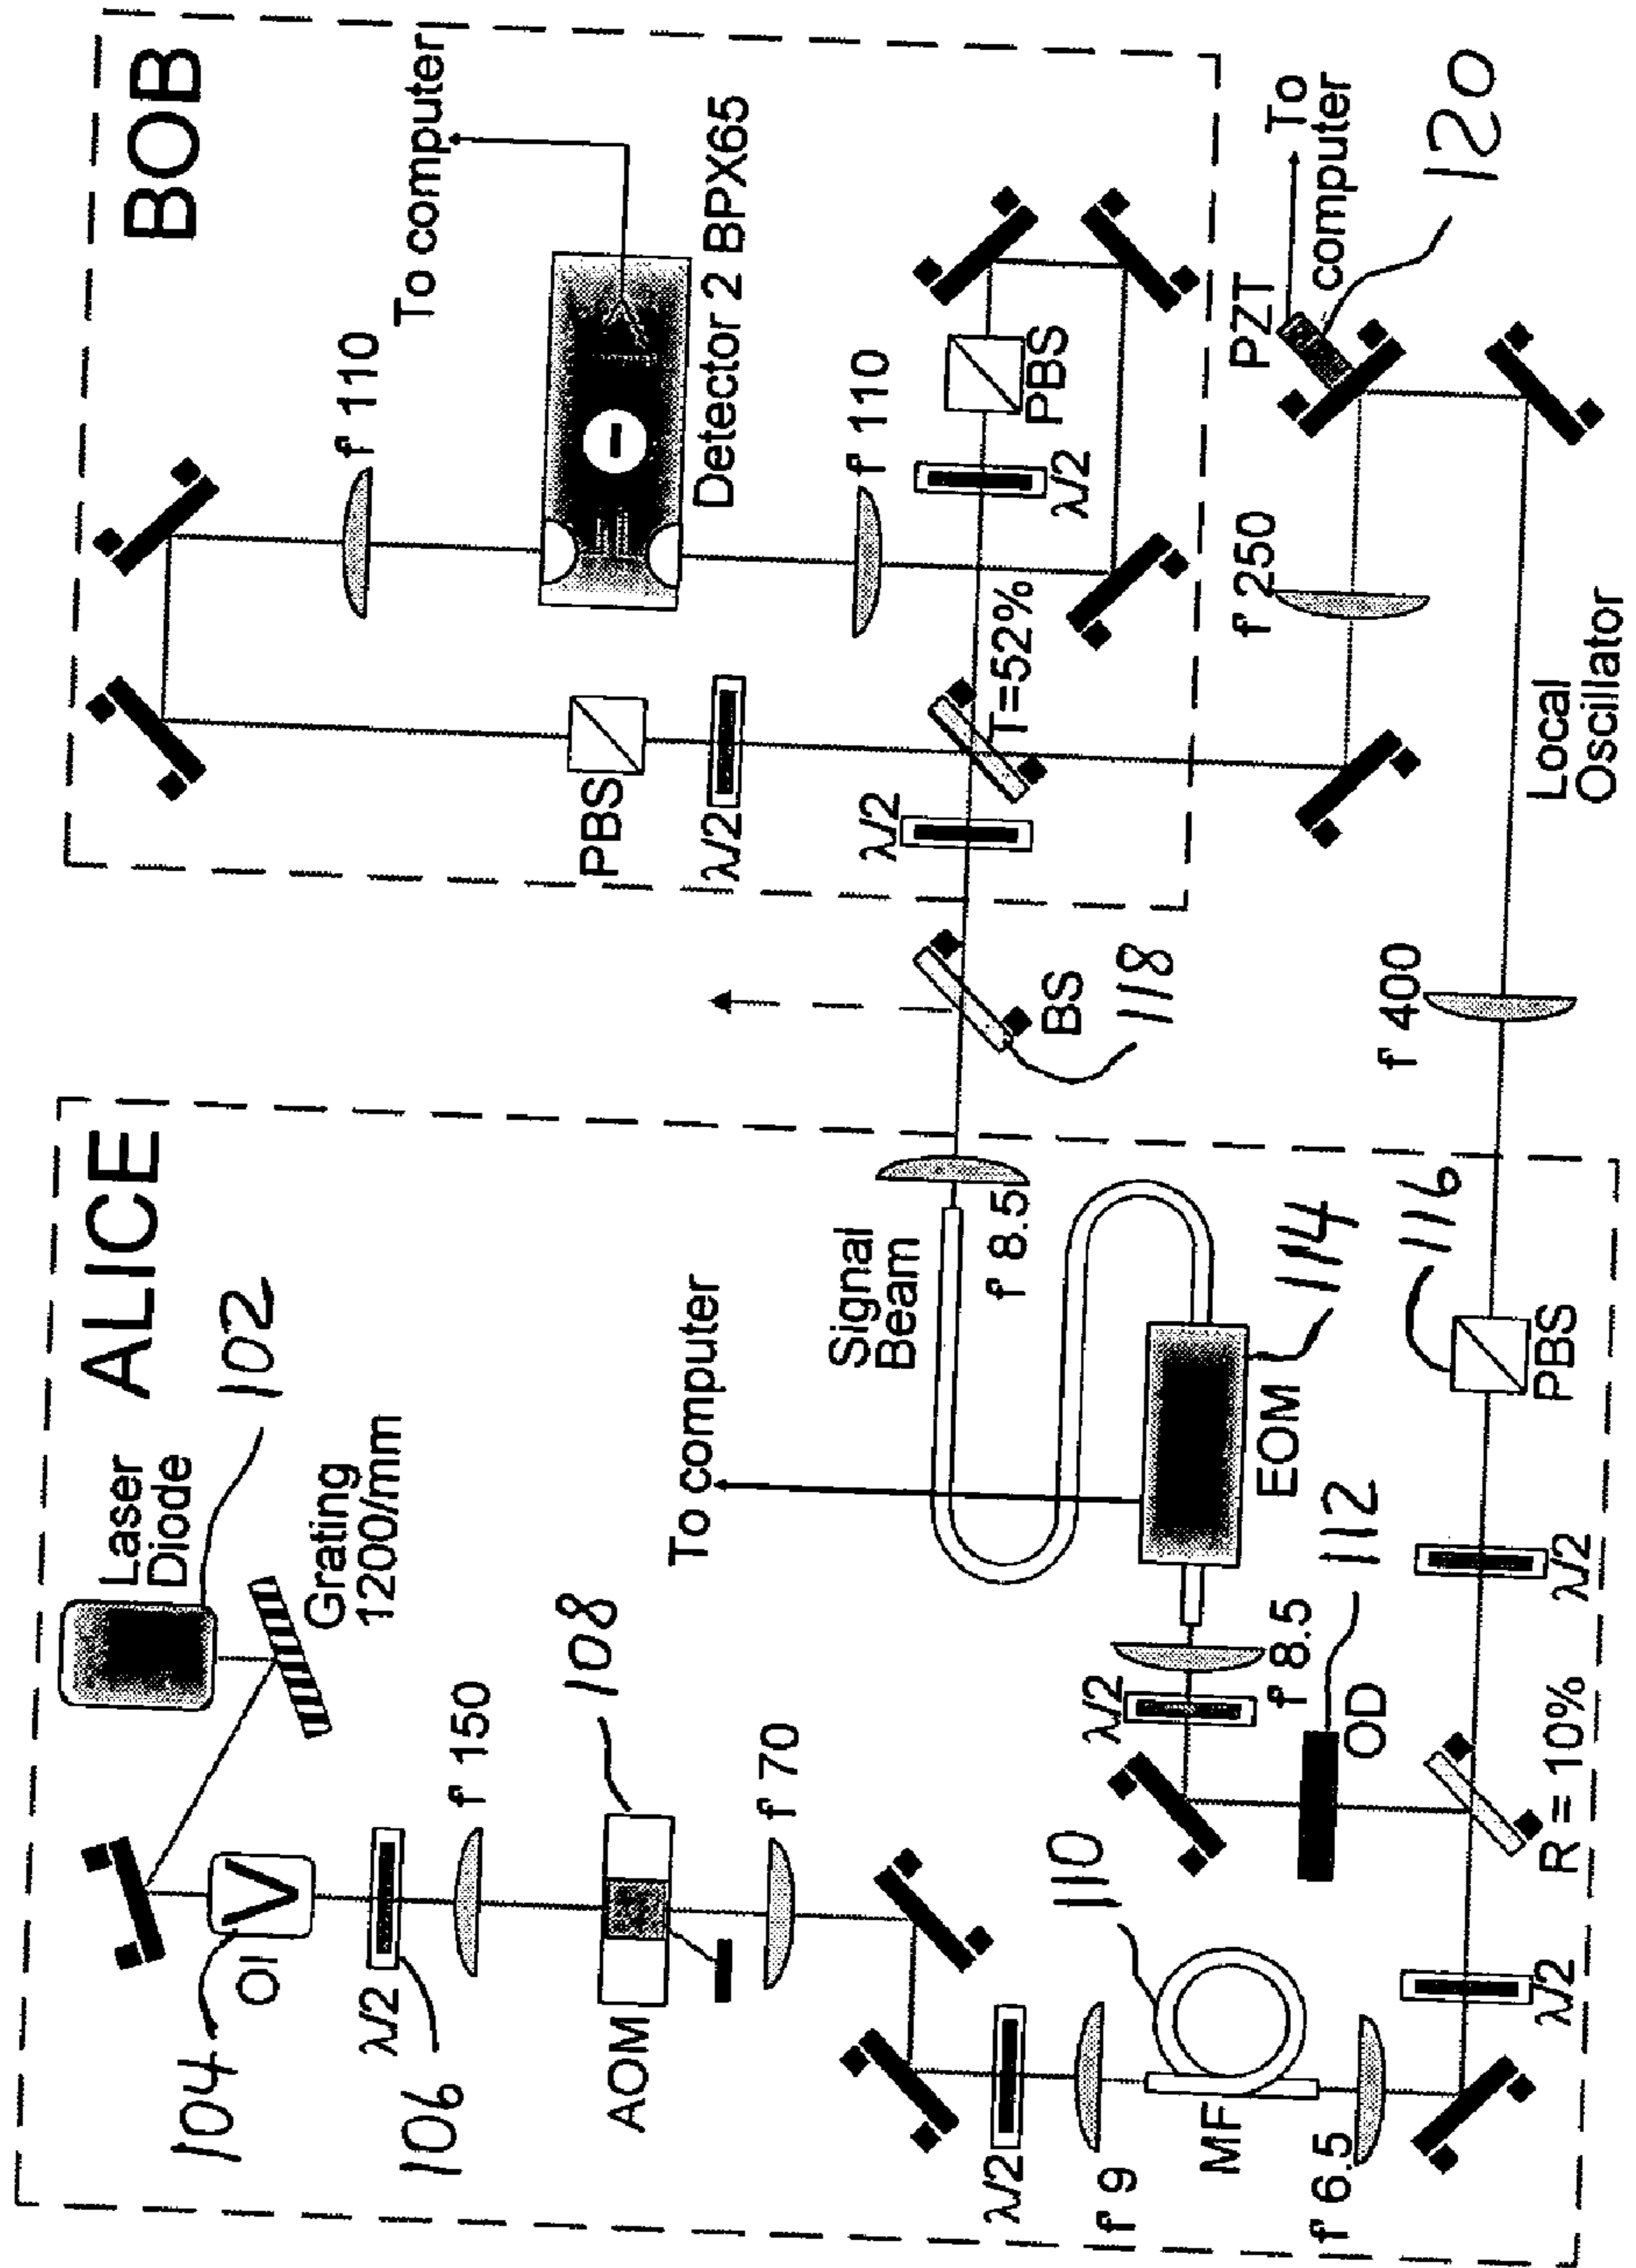 ALICE
Laser
Diode
102
Grating
1200/mm
104
OI
λ/2
106
f' 150
AOM
108
f' 70
λ/2
f' 9
MF
110
f' 6.5
λ/2
R = 10%
OD
112
λ/2
f' 8.5
EOM
114
To computer
Signal
Beam
f' 8.5
λ/2
PBS
116
BS
118
f' 400
Local
Oscillator
BOB
λ/2
T=52%
λ/2
PBS
f' 110
To computer
Detector 2 BPX65
f' 110
λ/2
PBS
f' 250
PZT
To
computer
120